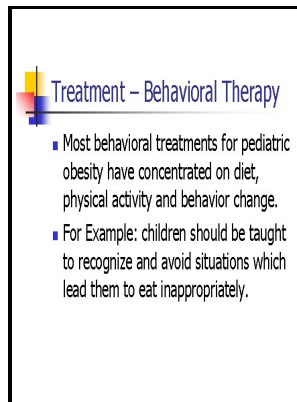 Treatment – Behavioral Therapy
Most behavioral treatments for pediatric
obesity have concentrated on diet,
physical activity and behavior change.
For Example: children should be taught
to recognize and avoid situations which
lead them to eat inappropriately.